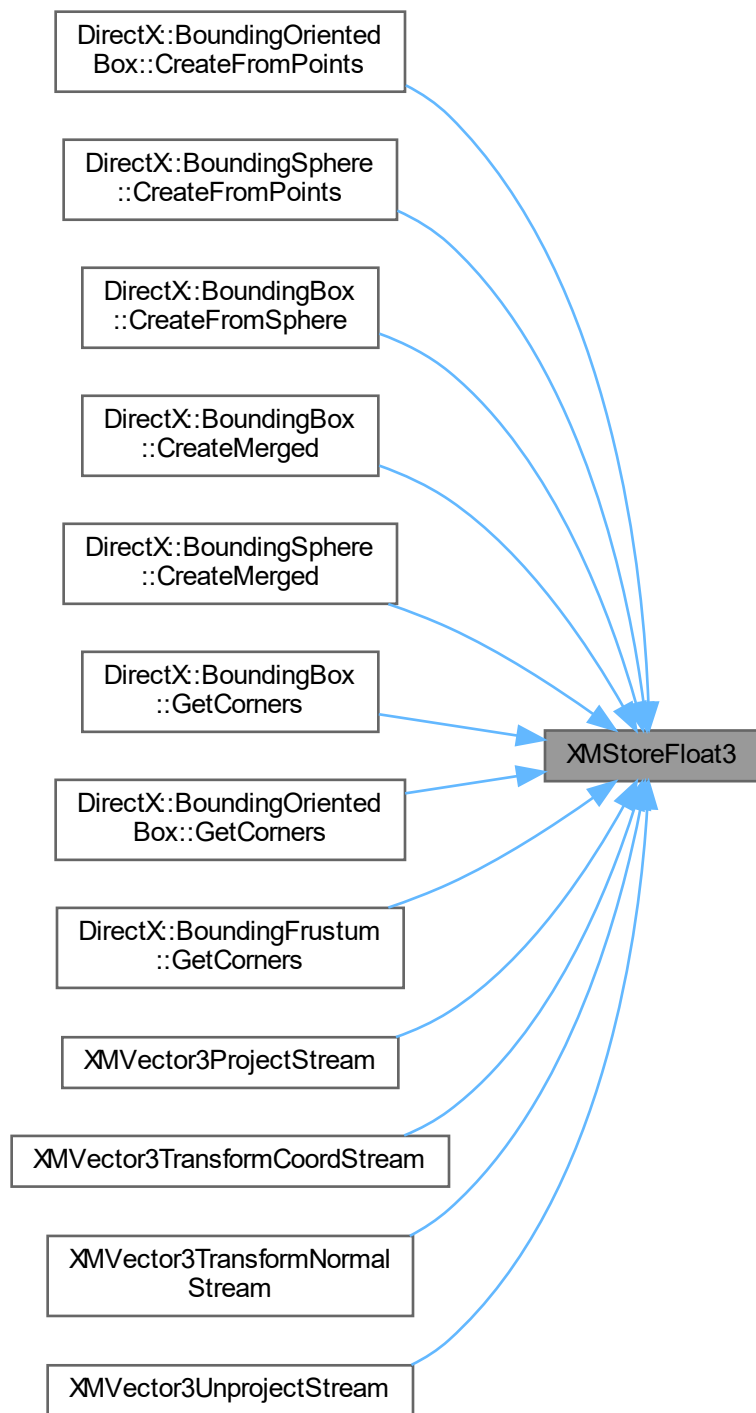 DirectX::BoundingOriented
Box::CreateFromPoints
DirectX::BoundingSphere
::CreateFromPoints
DirectX::BoundingBox
::CreateFromSphere
DirectX::BoundingBox
::CreateMerged
DirectX::BoundingSphere
::CreateMerged
DirectX::BoundingBox
::GetCorners
XMStoreFloat3
DirectX::BoundingOriented
Box::GetCorners
DirectX::BoundingFrustum
::GetCorners
XMVector3ProjectStream
XMVector3TransformCoordStream
XMVector3TransformNormal
Stream
XMVector3UnprojectStream